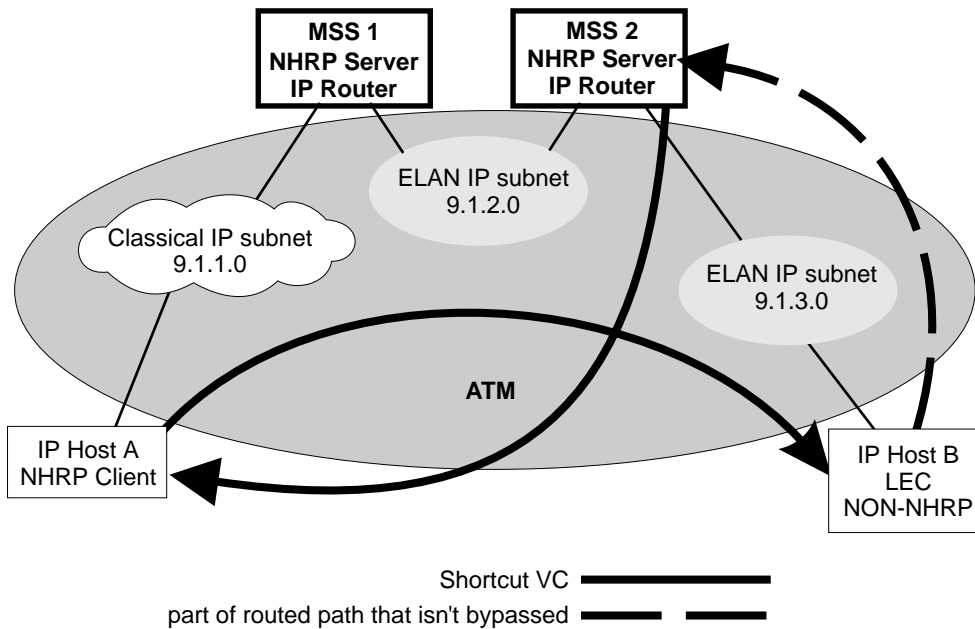 MSS 1
NHRP Server
IP Router
MSS 2
NHRP Server
IP Router
ELAN IP subnet
9.1.2.0
Classical IP subnet
9.1.1.0
ELAN IP subnet
9.1.3.0
ATM
IP Host A
NHRP Client
IP Host B
LEC
NON-NHRP
Shortcut VC
part of routed path that isn't bypassed